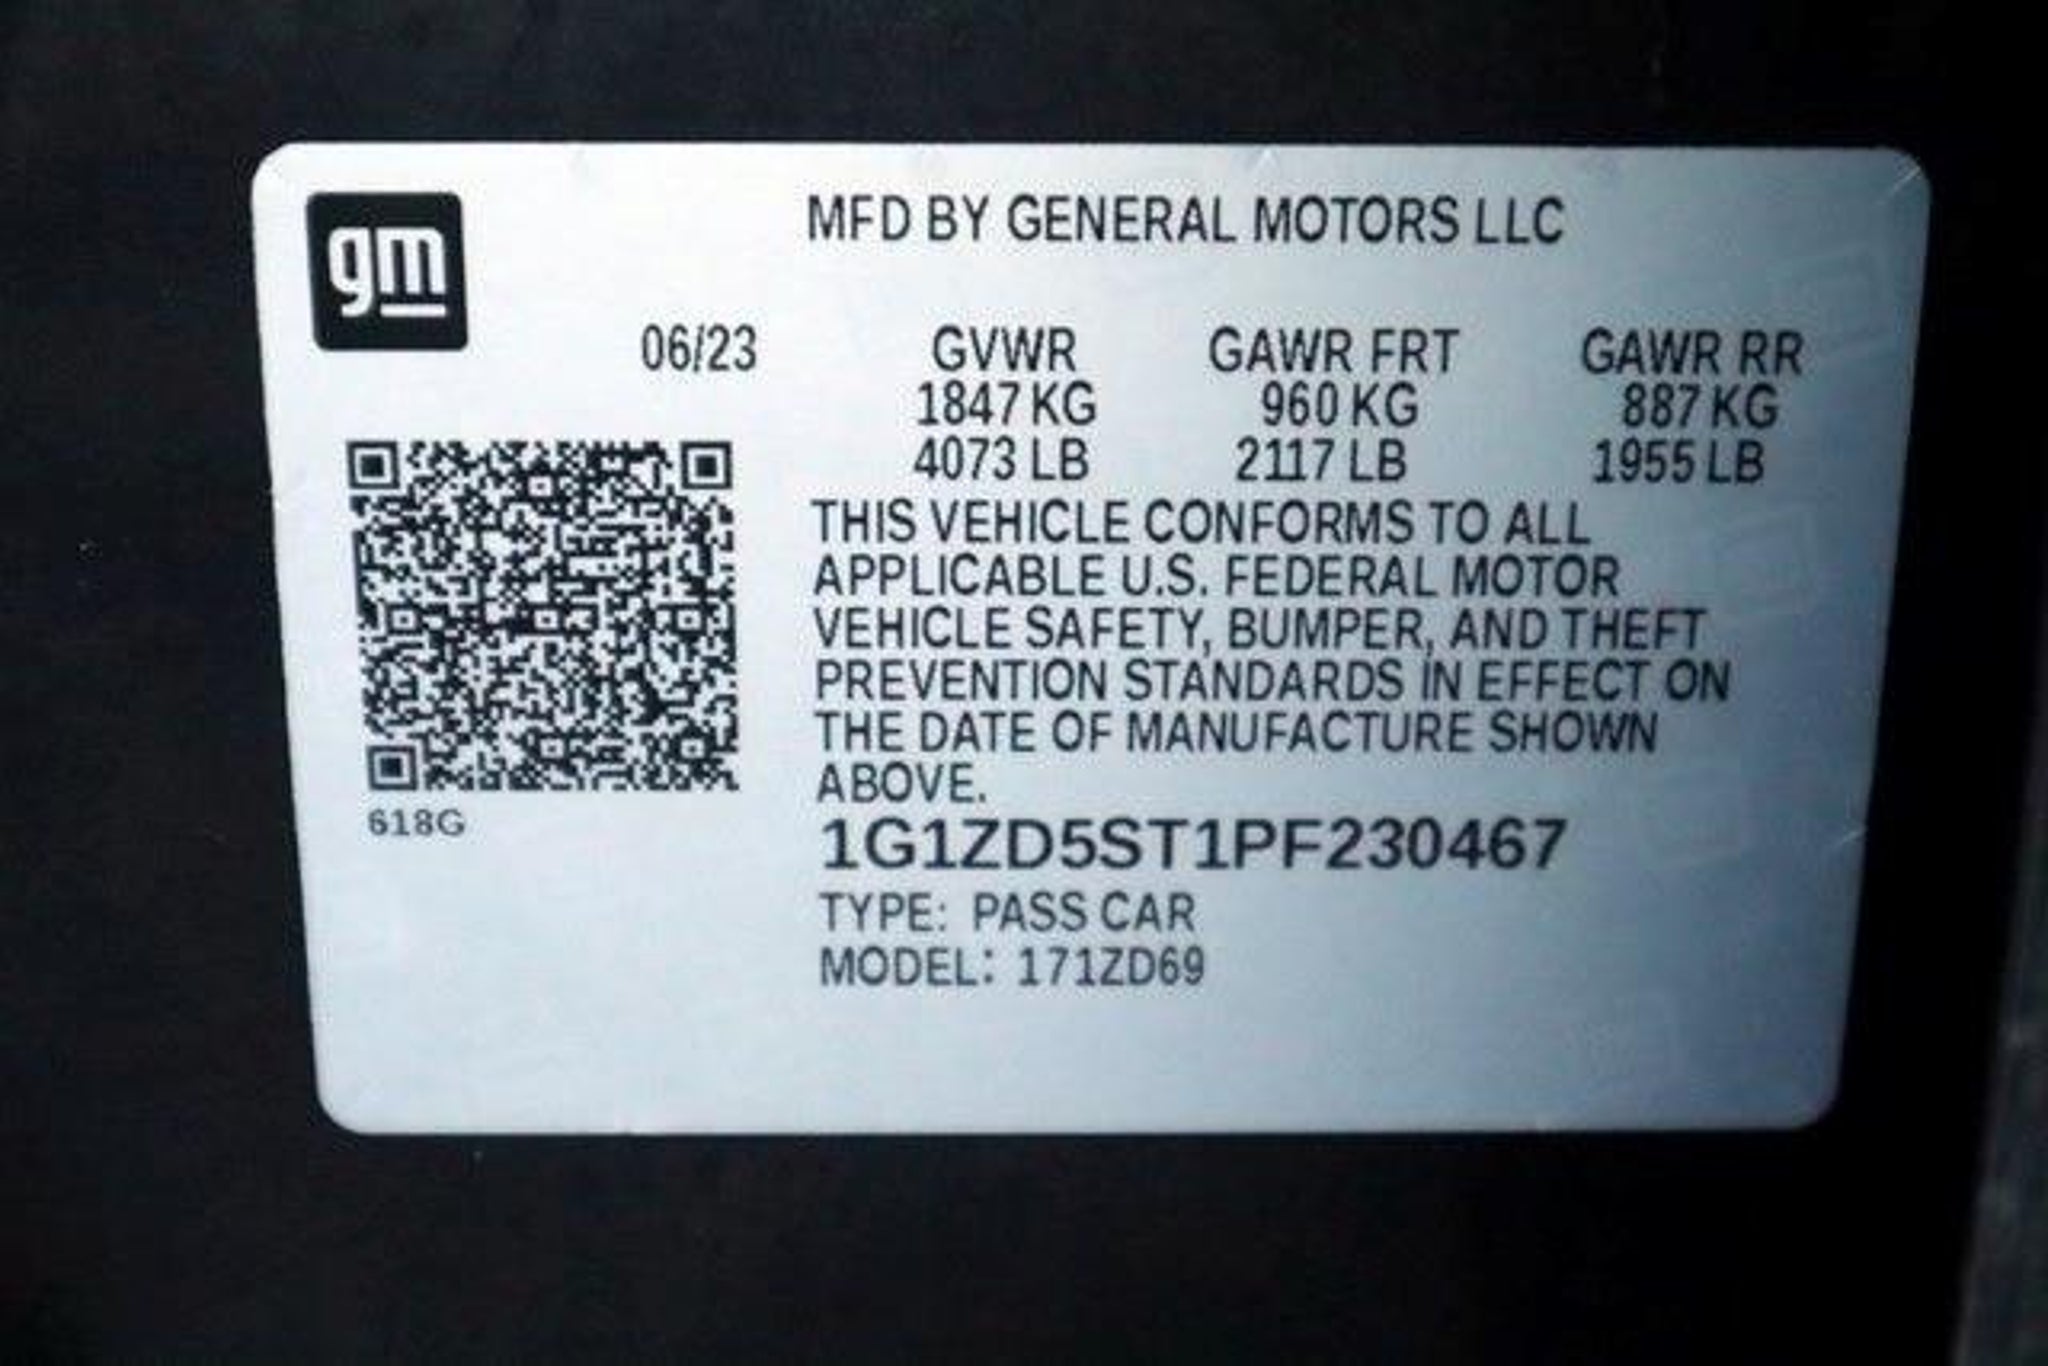 gm
MFD BY GENERAL MOTORS LLC
06/23 GVWR GAWR FRT GAWR RR
1847 KG 960 KG 887 KG
4073 LB 2117 LB 1955 LB
THIS VEHICLE CONFORMS TO ALL
APPLICABLE U.S. FEDERAL MOTOR
VEHICLE SAFETY, BUMPER, AND THEFT
PREVENTION STANDARDS IN EFFECT ON
THE DATE OF MANUFACTURE SHOWN
ABOVE.
618G
1G1ZD5ST1PF230467
TYPE: PASS CAR
MODEL: 171ZD69